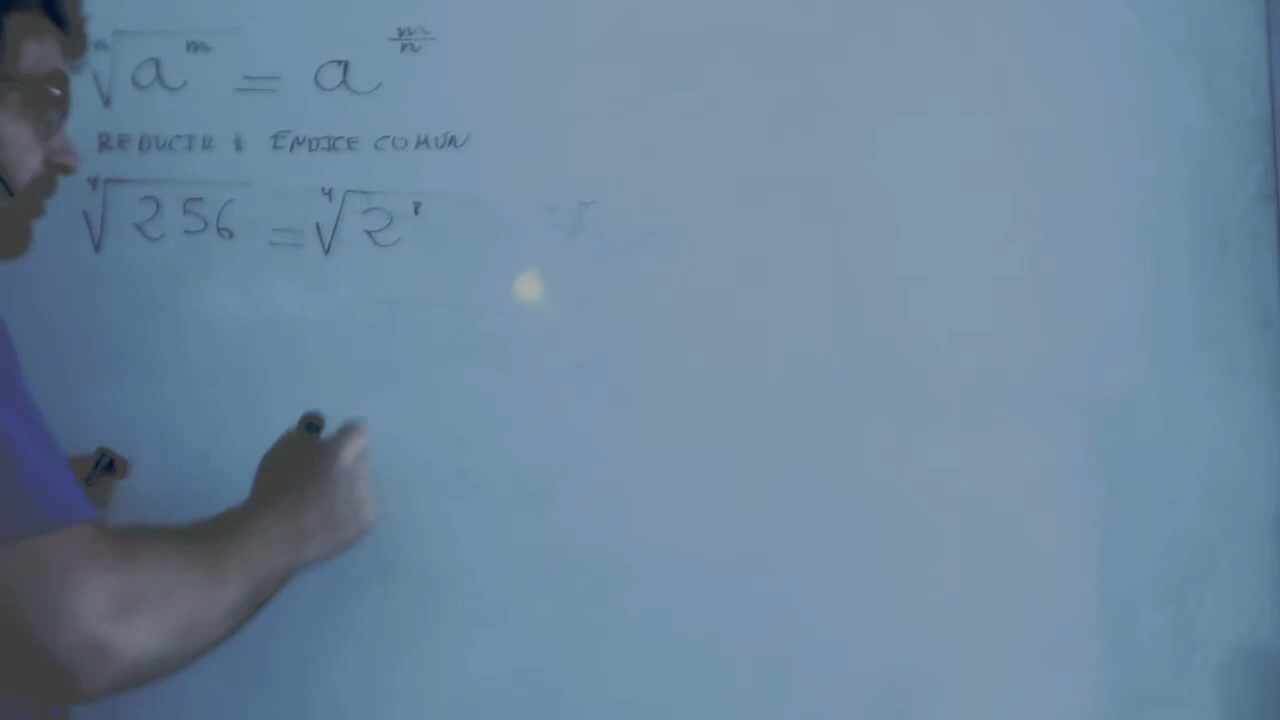 ⁿ√aᵐ = a^(m/n)
REDUCIR A ÍNDICE COMÚN
⁴√256 = ⁴√2⁸